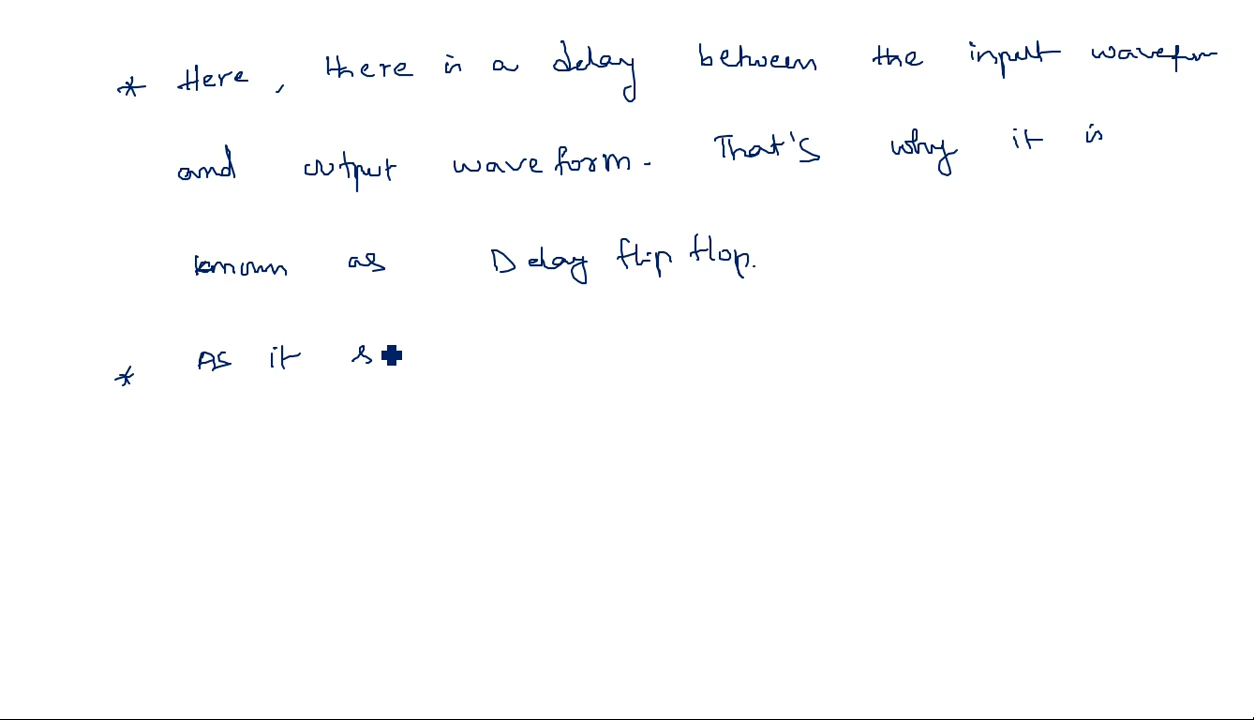 * Here, there is a delay between the input waveform
and output waveform. That's why it is
known as Delay flip flop.
* As it s